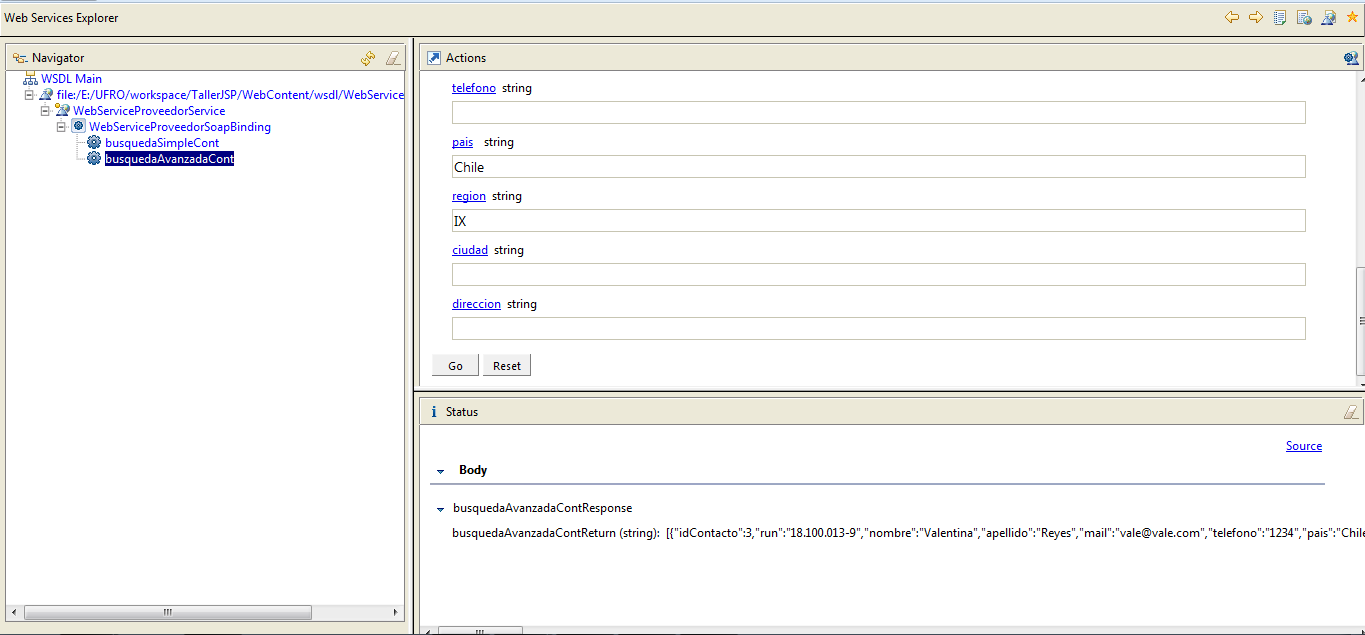 Web Services Explorer
Navigator
WSDL Main
file:/E:/UFRO/workspace/TallerJSP/WebContent/wsdl/WebService
WebServiceProveedorService
WebServiceProveedorSoapBinding
busquedaSimpleCont
busquedaAvanzadaCont
Actions
telefono string
pais string
Chile
region string
IX
ciudad string
direccion string
Go Reset
i Status
Source
Body
busquedaAvanzadaContResponse
busquedaAvanzadaContReturn (string): [{"idContacto":3,"run":"18.100.013-9","nombre":"Valentina","apellido":"Reyes","mail":"vale@vale.com","telefono":"1234","pais":"Chile